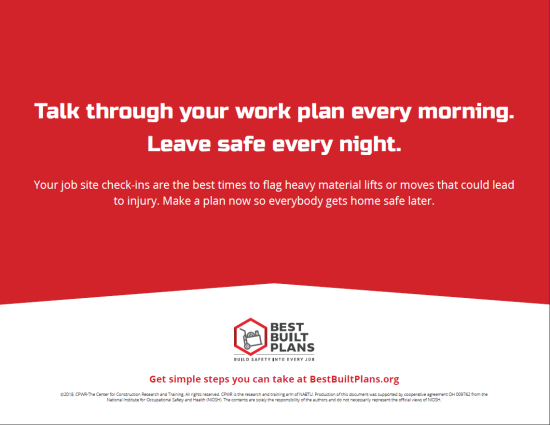 Talk through your work plan every morning.
Leave safe every night.
Your job site check-ins are the best times to flag heavy material lifts or moves that could lead
to injury. Make a plan now so everybody gets home safe later.
BEST
BUILT
PLANS
BUILD SAFETY INTO EVERY JOB
Get simple steps you can take at BestBuiltPlans.org
©2019, CPWR-The Center for Construction Research and Training. All rights reserved. CPWR is the research and training arm of NABTU. Production of this document was supported by cooperative agreement OH 009762 from the
National Institute for Occupational Safety and Health (NIOSH). The contents are solely the responsibility of the authors and do not necessarily represent the official views of NIOSH.